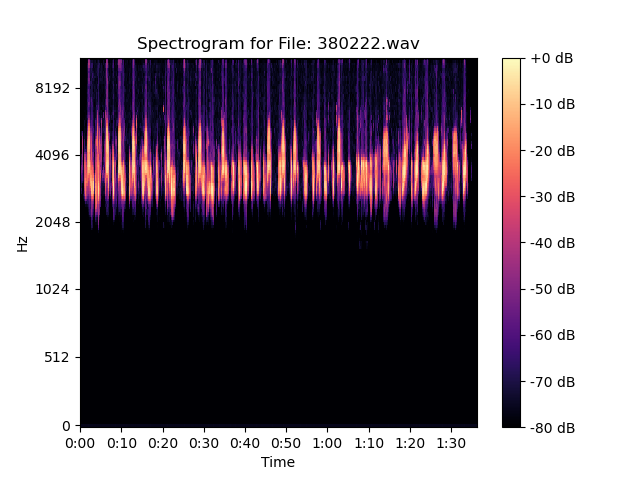 Spectrogram for File: 380222.wav
Hz
8192
4096
2048
1024
512
0
0:00 0:10 0:20 0:30 0:40 0:50 1:00 1:10 1:20 1:30
Time
+0 dB
-10 dB
-20 dB
-30 dB
-40 dB
-50 dB
-60 dB
-70 dB
-80 dB